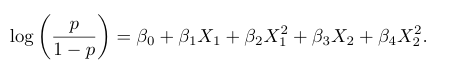 log(p/(1 − p)) = β₀ + β₁X₁ + β₂X₁² + β₃X₂ + β₄X₂².